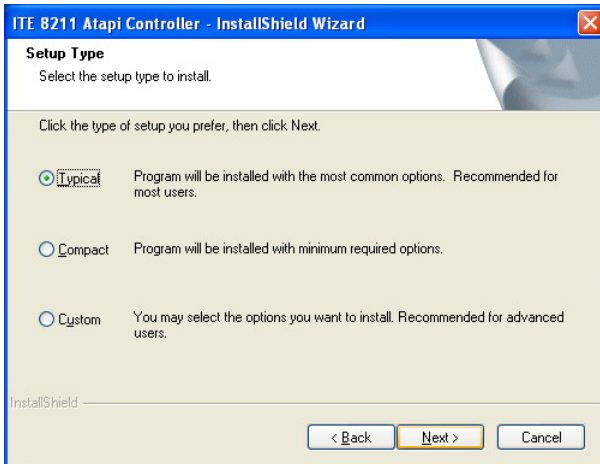 ITE 8211 Atapi Controller - InstallShield Wizard
Setup Type
Select the setup type to install.
Click the type of setup you prefer, then click Next.
Typical
Program will be installed with the most common options. Recommended for
most users.
Compact
Program will be installed with minimum required options.
Custom
You may select the options you want to install. Recommended for advanced
users.
InstallShield
< Back
Next >
Cancel